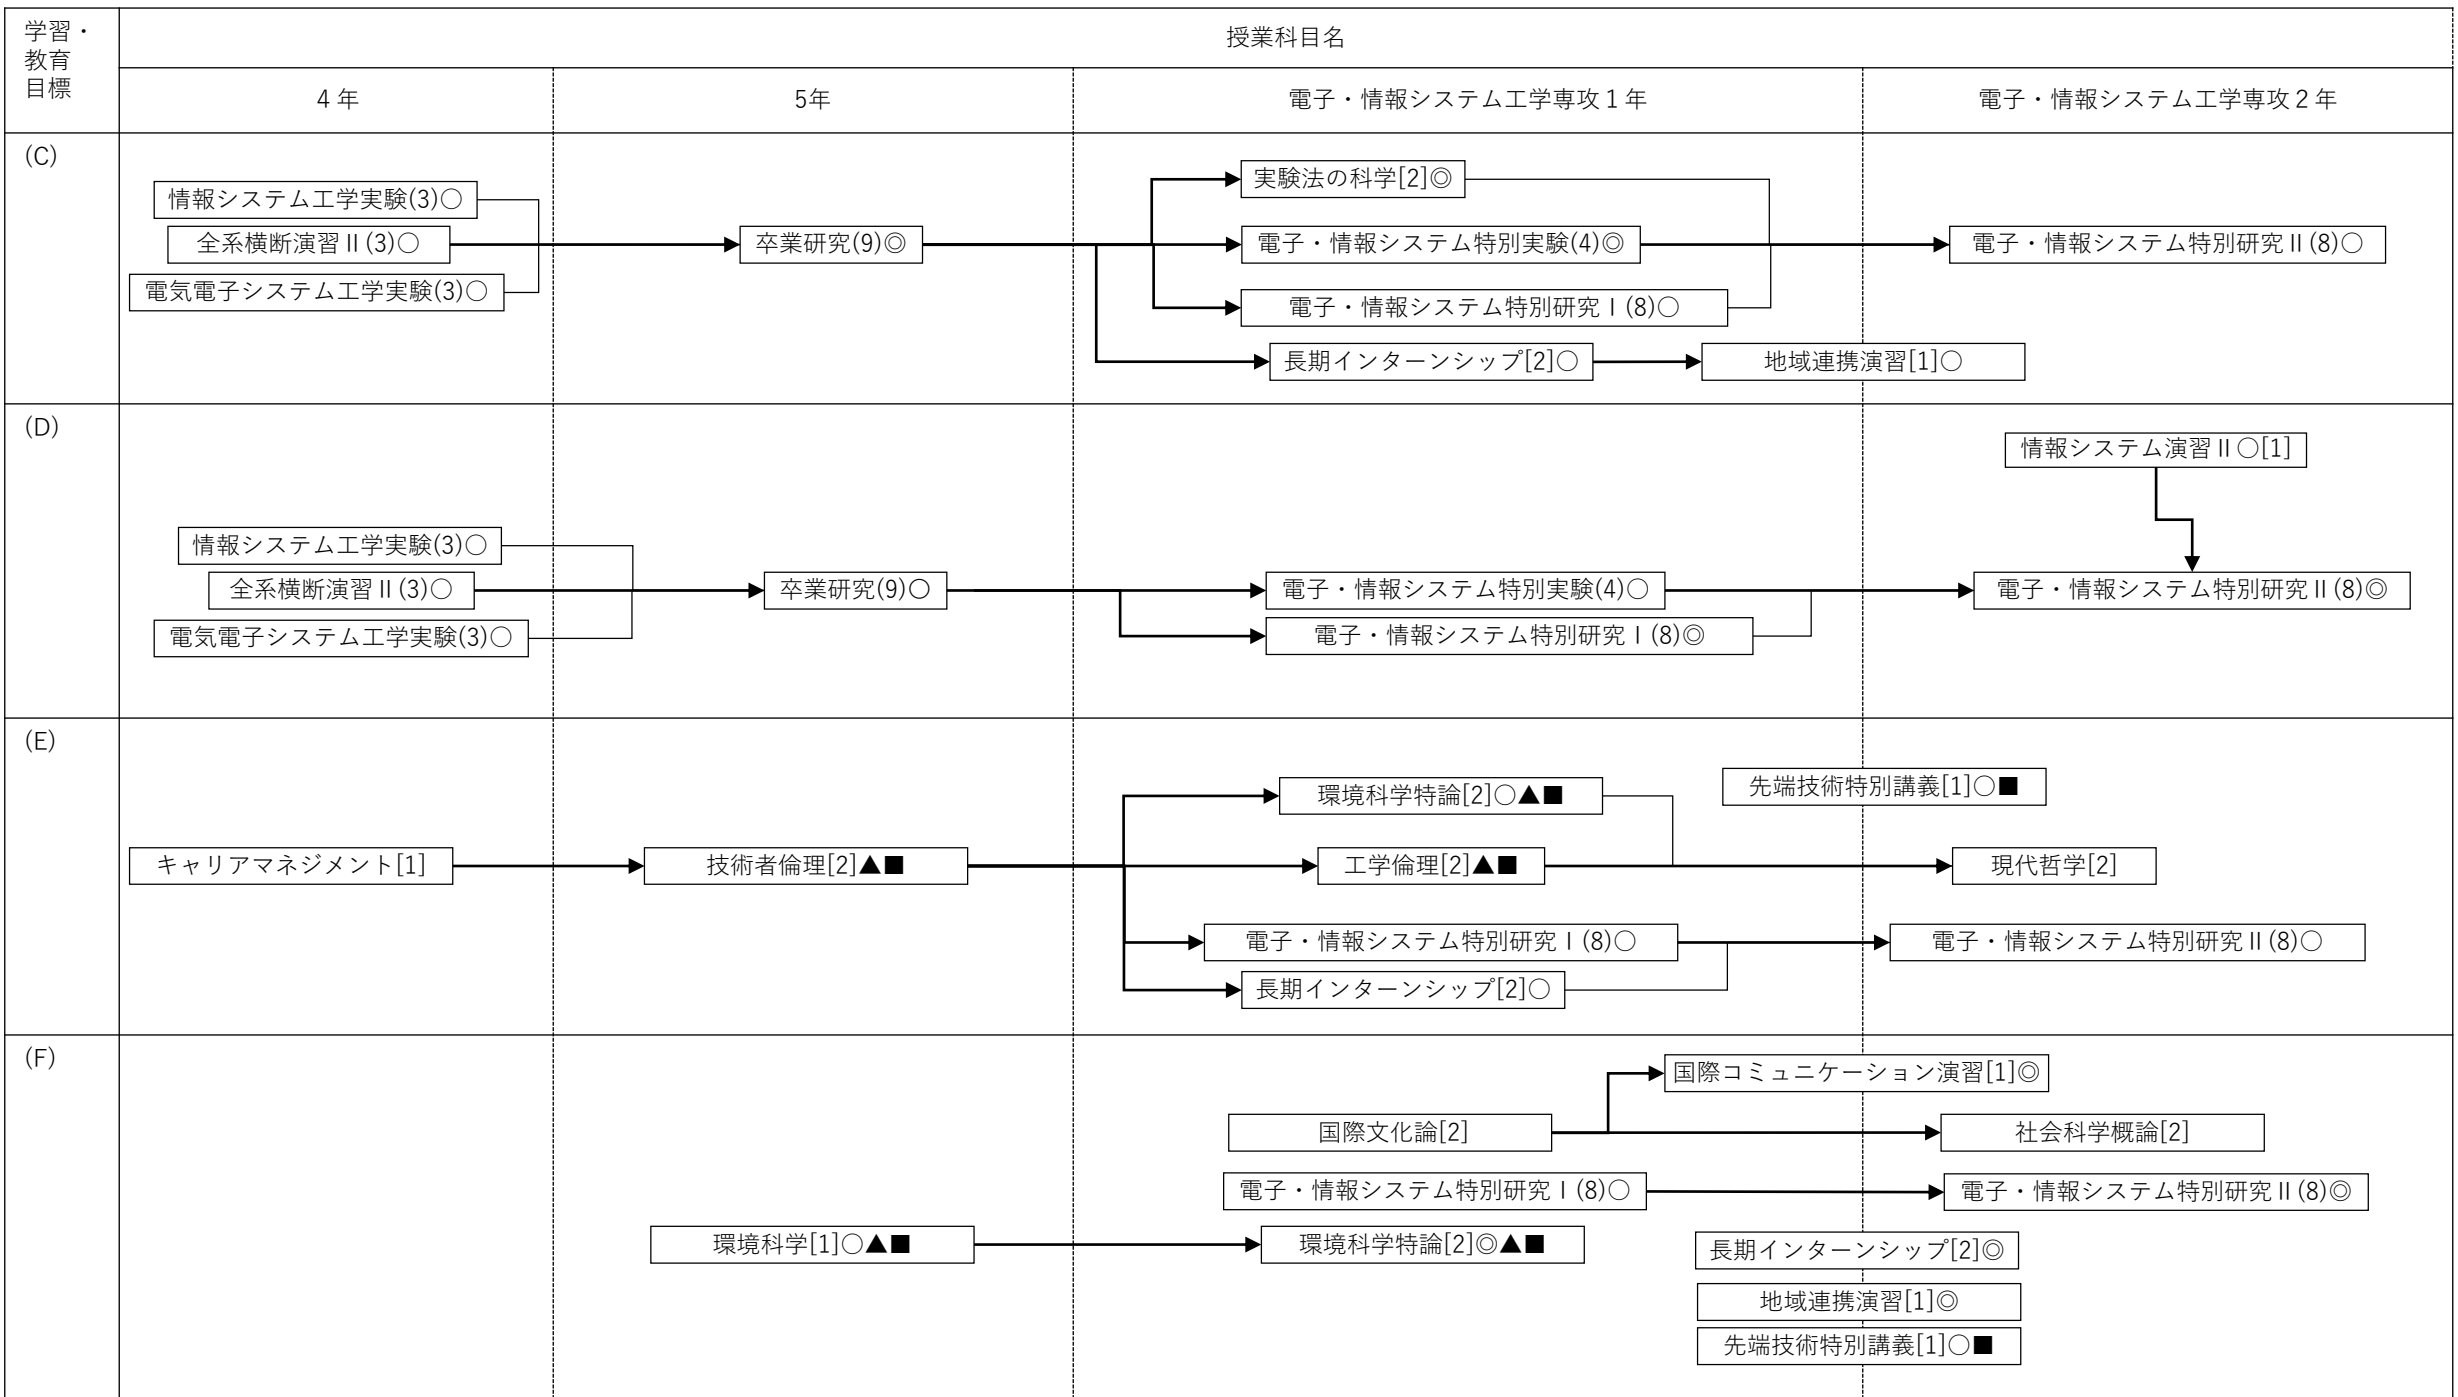 学習・
教育
目標
授業科目名
4年
5年
電子・情報システム工学専攻1年
電子・情報システム工学専攻2年
(C)
情報システム工学実験(3)○
全系横断演習Ⅱ(3)○
電気電子システム工学実験(3)○
卒業研究(9)◎
実験法の科学[2]◎
電子・情報システム特別実験(4)◎
電子・情報システム特別研究Ⅰ(8)○
長期インターンシップ[2]○
地域連携演習[1]○
電子・情報システム特別研究Ⅱ(8)○
(D)
情報システム工学実験(3)○
全系横断演習Ⅱ(3)○
電気電子システム工学実験(3)○
卒業研究(9)○
電子・情報システム特別実験(4)○
電子・情報システム特別研究Ⅰ(8)◎
情報システム演習Ⅱ○[1]
電子・情報システム特別研究Ⅱ(8)◎
(E)
キャリアマネジメント[1]
技術者倫理[2]▲■
環境科学特論[2]○▲■
工学倫理[2]▲■
電子・情報システム特別研究Ⅰ(8)○
長期インターンシップ[2]○
先端技術特別講義[1]○■
現代哲学[2]
電子・情報システム特別研究Ⅱ(8)○
(F)
国際コミュニケーション演習[1]◎
国際文化論[2]
社会科学概論[2]
電子・情報システム特別研究Ⅰ(8)○
電子・情報システム特別研究Ⅱ(8)◎
環境科学[1]○▲■
環境科学特論[2]◎▲■
長期インターンシップ[2]◎
地域連携演習[1]◎
先端技術特別講義[1]○■